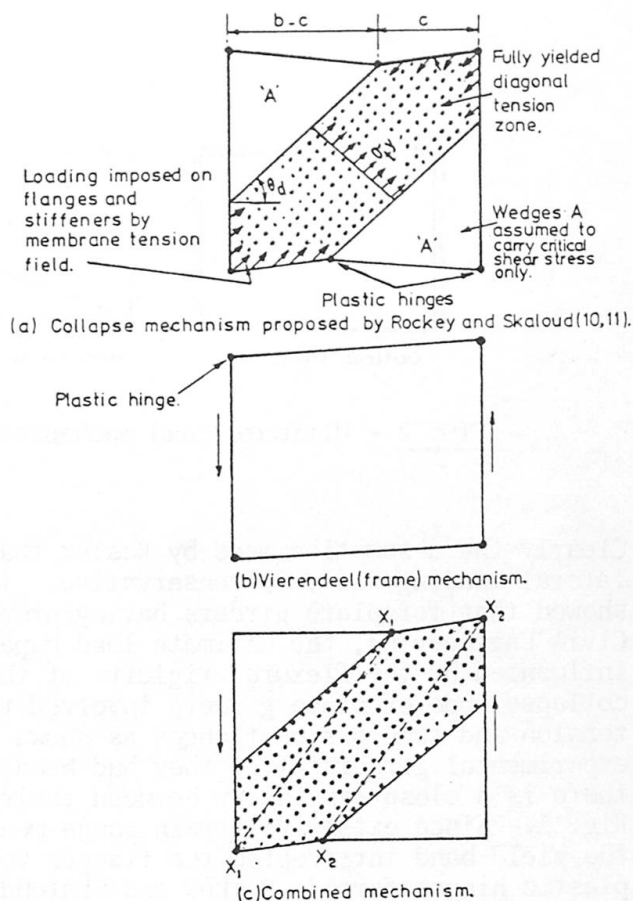 b-c
c
'A'
Fully yielded
diagonal
tension
zone.
σty
θd
Loading imposed on
flanges and
stiffeners by
membrane tension
field.
'A'
Wedges A
assumed to
carry critical
shear stress
only.
Plastic hinges
(a) Collapse mechanism proposed by Rockey and Skaloud(10,11).
Plastic hinge.
(b)Vierendeel(frame) mechanism.
X1
X2
X1
X2
(c)Combined mechanism.